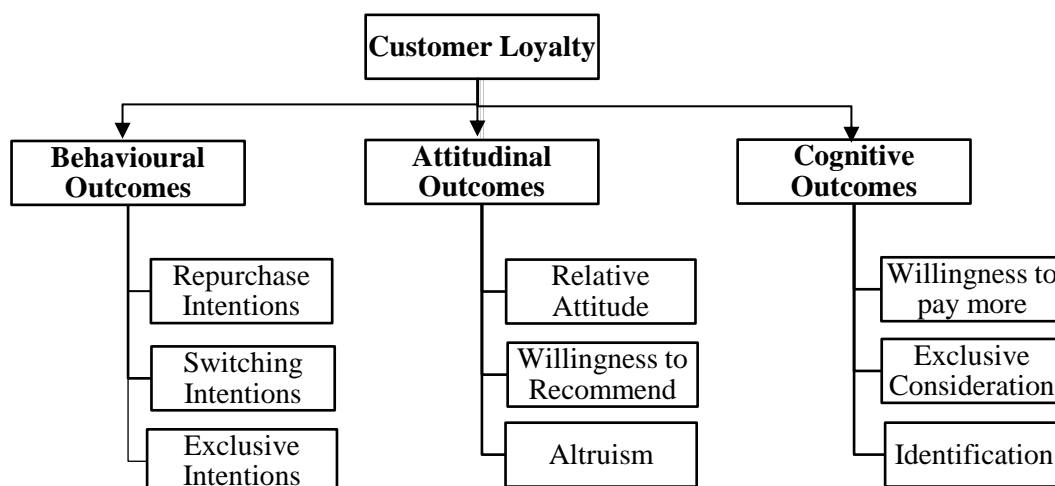 Customer Loyalty
Behavioural
Outcomes
Attitudinal
Outcomes
Cognitive
Outcomes
Repurchase
Intentions
Switching
Intentions
Exclusive
Intentions
Relative
Attitude
Willingness to
Recommend
Altruism
Willingness to
pay more
Exclusive
Consideration
Identification